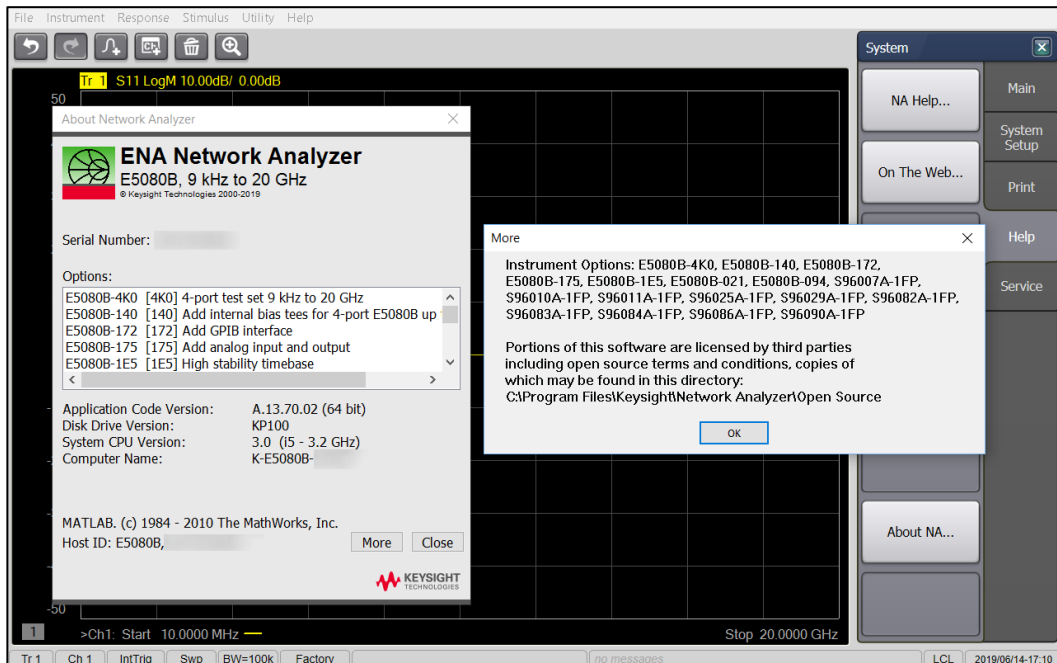 File Instrument Response Stimulus Utility Help
Tr 1 S11 LogM 10.00dB/ 0.00dB
50
About Network Analyzer
ENA Network Analyzer
E5080B, 9 kHz to 20 GHz
© Keysight Technologies 2000-2019
Serial Number:
Options:
E5080B-4K0 [4K0] 4-port test set 9 kHz to 20 GHz
E5080B-140 [140] Add internal bias tees for 4-port E5080B up
E5080B-172 [172] Add GPIB interface
E5080B-175 [175] Add analog input and output
E5080B-1E5 [1E5] High stability timebase
Application Code Version: A.13.70.02 (64 bit)
Disk Drive Version: KP100
System CPU Version: 3.0 (i5 - 3.2 GHz)
Computer Name: K-E5080B-
MATLAB. (c) 1984 - 2010 The MathWorks, Inc.
Host ID: E5080B,
More Close
KEYSIGHT
TECHNOLOGIES
-50
1
>Ch1: Start 10.0000 MHz
Stop 20.0000 GHz
More
Instrument Options: E5080B-4K0, E5080B-140, E5080B-172,
E5080B-175, E5080B-1E5, E5080B-021, E5080B-094, S96007A-1FP,
S96010A-1FP, S96011A-1FP, S96025A-1FP, S96029A-1FP, S96082A-1FP,
S96083A-1FP, S96084A-1FP, S96086A-1FP, S96090A-1FP
Portions of this software are licensed by third parties
including open source terms and conditions, copies of
which may be found in this directory:
C:\Program Files\Keysight\Network Analyzer\Open Source
OK
System
NA Help...
On The Web...
About NA...
Main
System
Setup
Print
Help
Service
Tr 1 Ch 1 IntTrig Swp BW=100k Factory no messages LCL 2019/06/14-17:10